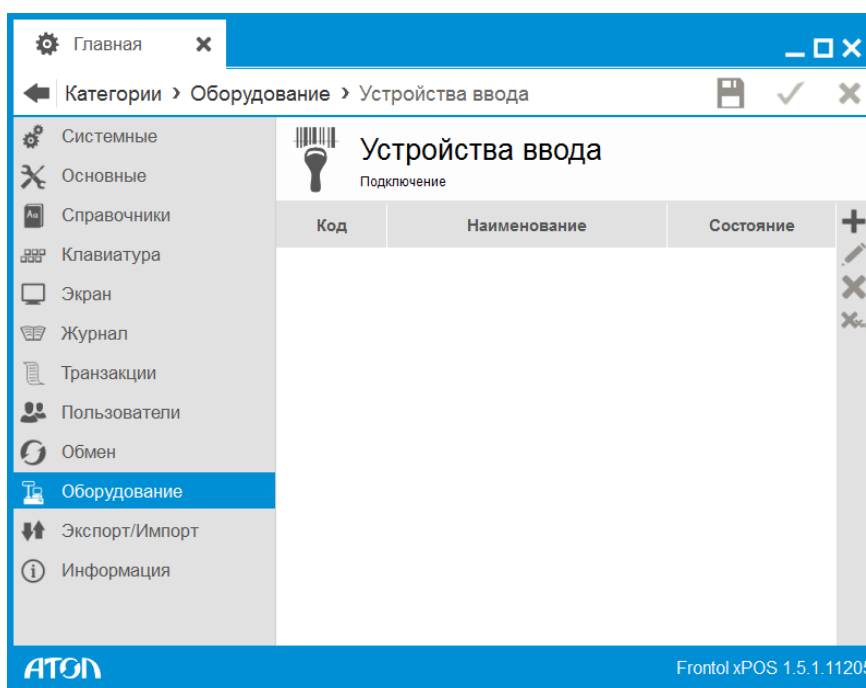 Главная
Категории › Оборудование › Устройства ввода
Системные
Основные
Справочники
Клавиатура
Экран
Журнал
Транзакции
Пользователи
Обмен
Оборудование
Экспорт/Импорт
Информация
Устройства ввода
Подключение
Код Наименование Состояние
АТОЛ
Frontol xPOS 1.5.1.11205